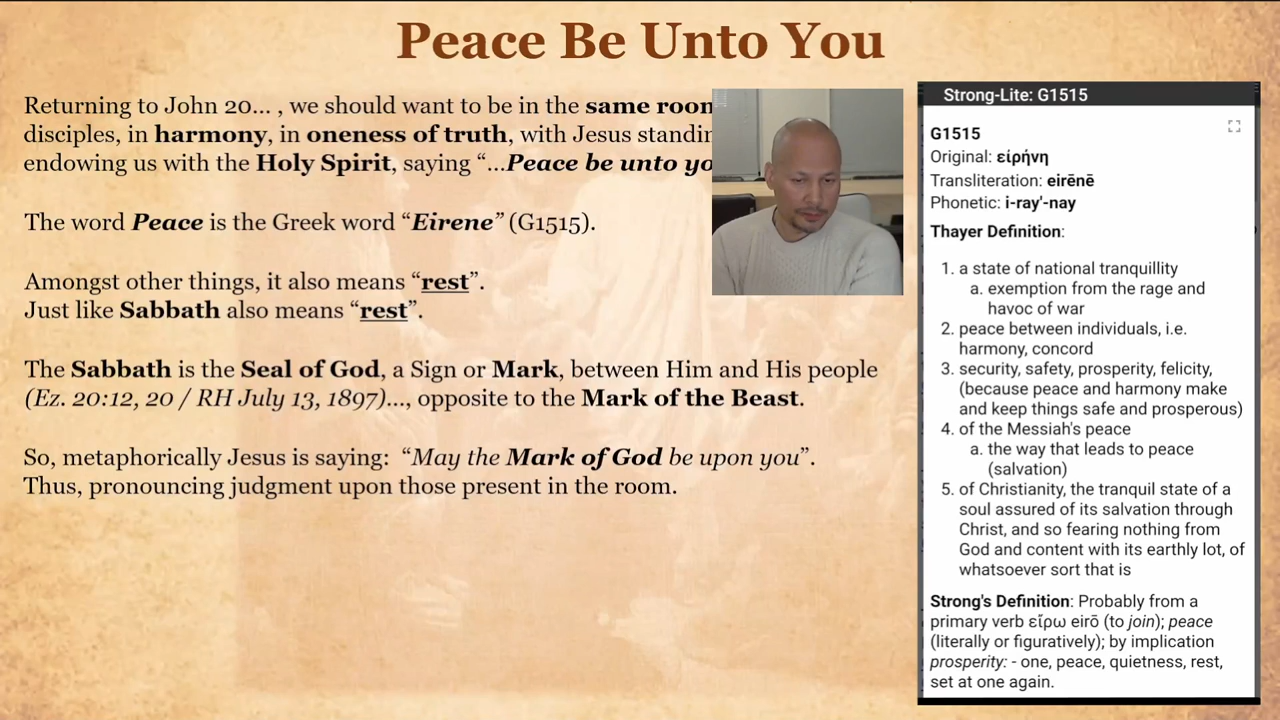 Peace Be Unto You
Returning to John 20... , we should want to be in the same room
disciples, in harmony, in oneness of truth, with Jesus standin
endowing us with the Holy Spirit, saying “...Peace be unto yo
The word Peace is the Greek word “Eirene” (G1515).
Amongst other things, it also means “rest”.
Just like Sabbath also means “rest”.
The Sabbath is the Seal of God, a Sign or Mark, between Him and His people
(Ez. 20:12, 20 / RH July 13, 1897)..., opposite to the Mark of the Beast.
So, metaphorically Jesus is saying: “May the Mark of God be upon you”.
Thus, pronouncing judgment upon those present in the room.
Strong-Lite: G1515
G1515
Original: εἰρήνη
Transliteration: eirēnē
Phonetic: i-ray'-nay
Thayer Definition:
1. a state of national tranquillity
a. exemption from the rage and
havoc of war
2. peace between individuals, i.e.
harmony, concord
3. security, safety, prosperity, felicity,
(because peace and harmony make
and keep things safe and prosperous)
4. of the Messiah's peace
a. the way that leads to peace
(salvation)
5. of Christianity, the tranquil state of a
soul assured of its salvation through
Christ, and so fearing nothing from
God and content with its earthly lot, of
whatsoever sort that is
Strong's Definition: Probably from a
primary verb εἴρω eirō (to join); peace
(literally or figuratively); by implication
prosperity: - one, peace, quietness, rest,
set at one again.